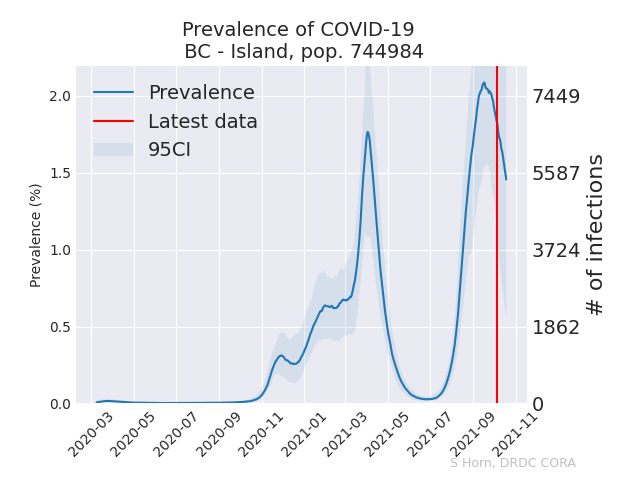 Prevalence of COVID-19
BC - Island, pop. 744984
Prevalence
Latest data
95CI
2.0
1.5
1.0
0.5
0.0
Prevalence (%)
7449
5587
3724
1862
0
# of infections
2020-03
2020-05
2020-07
2020-09
2020-11
2021-01
2021-03
2021-05
2021-07
2021-09
2021-11
S Horn, DRDC CORA